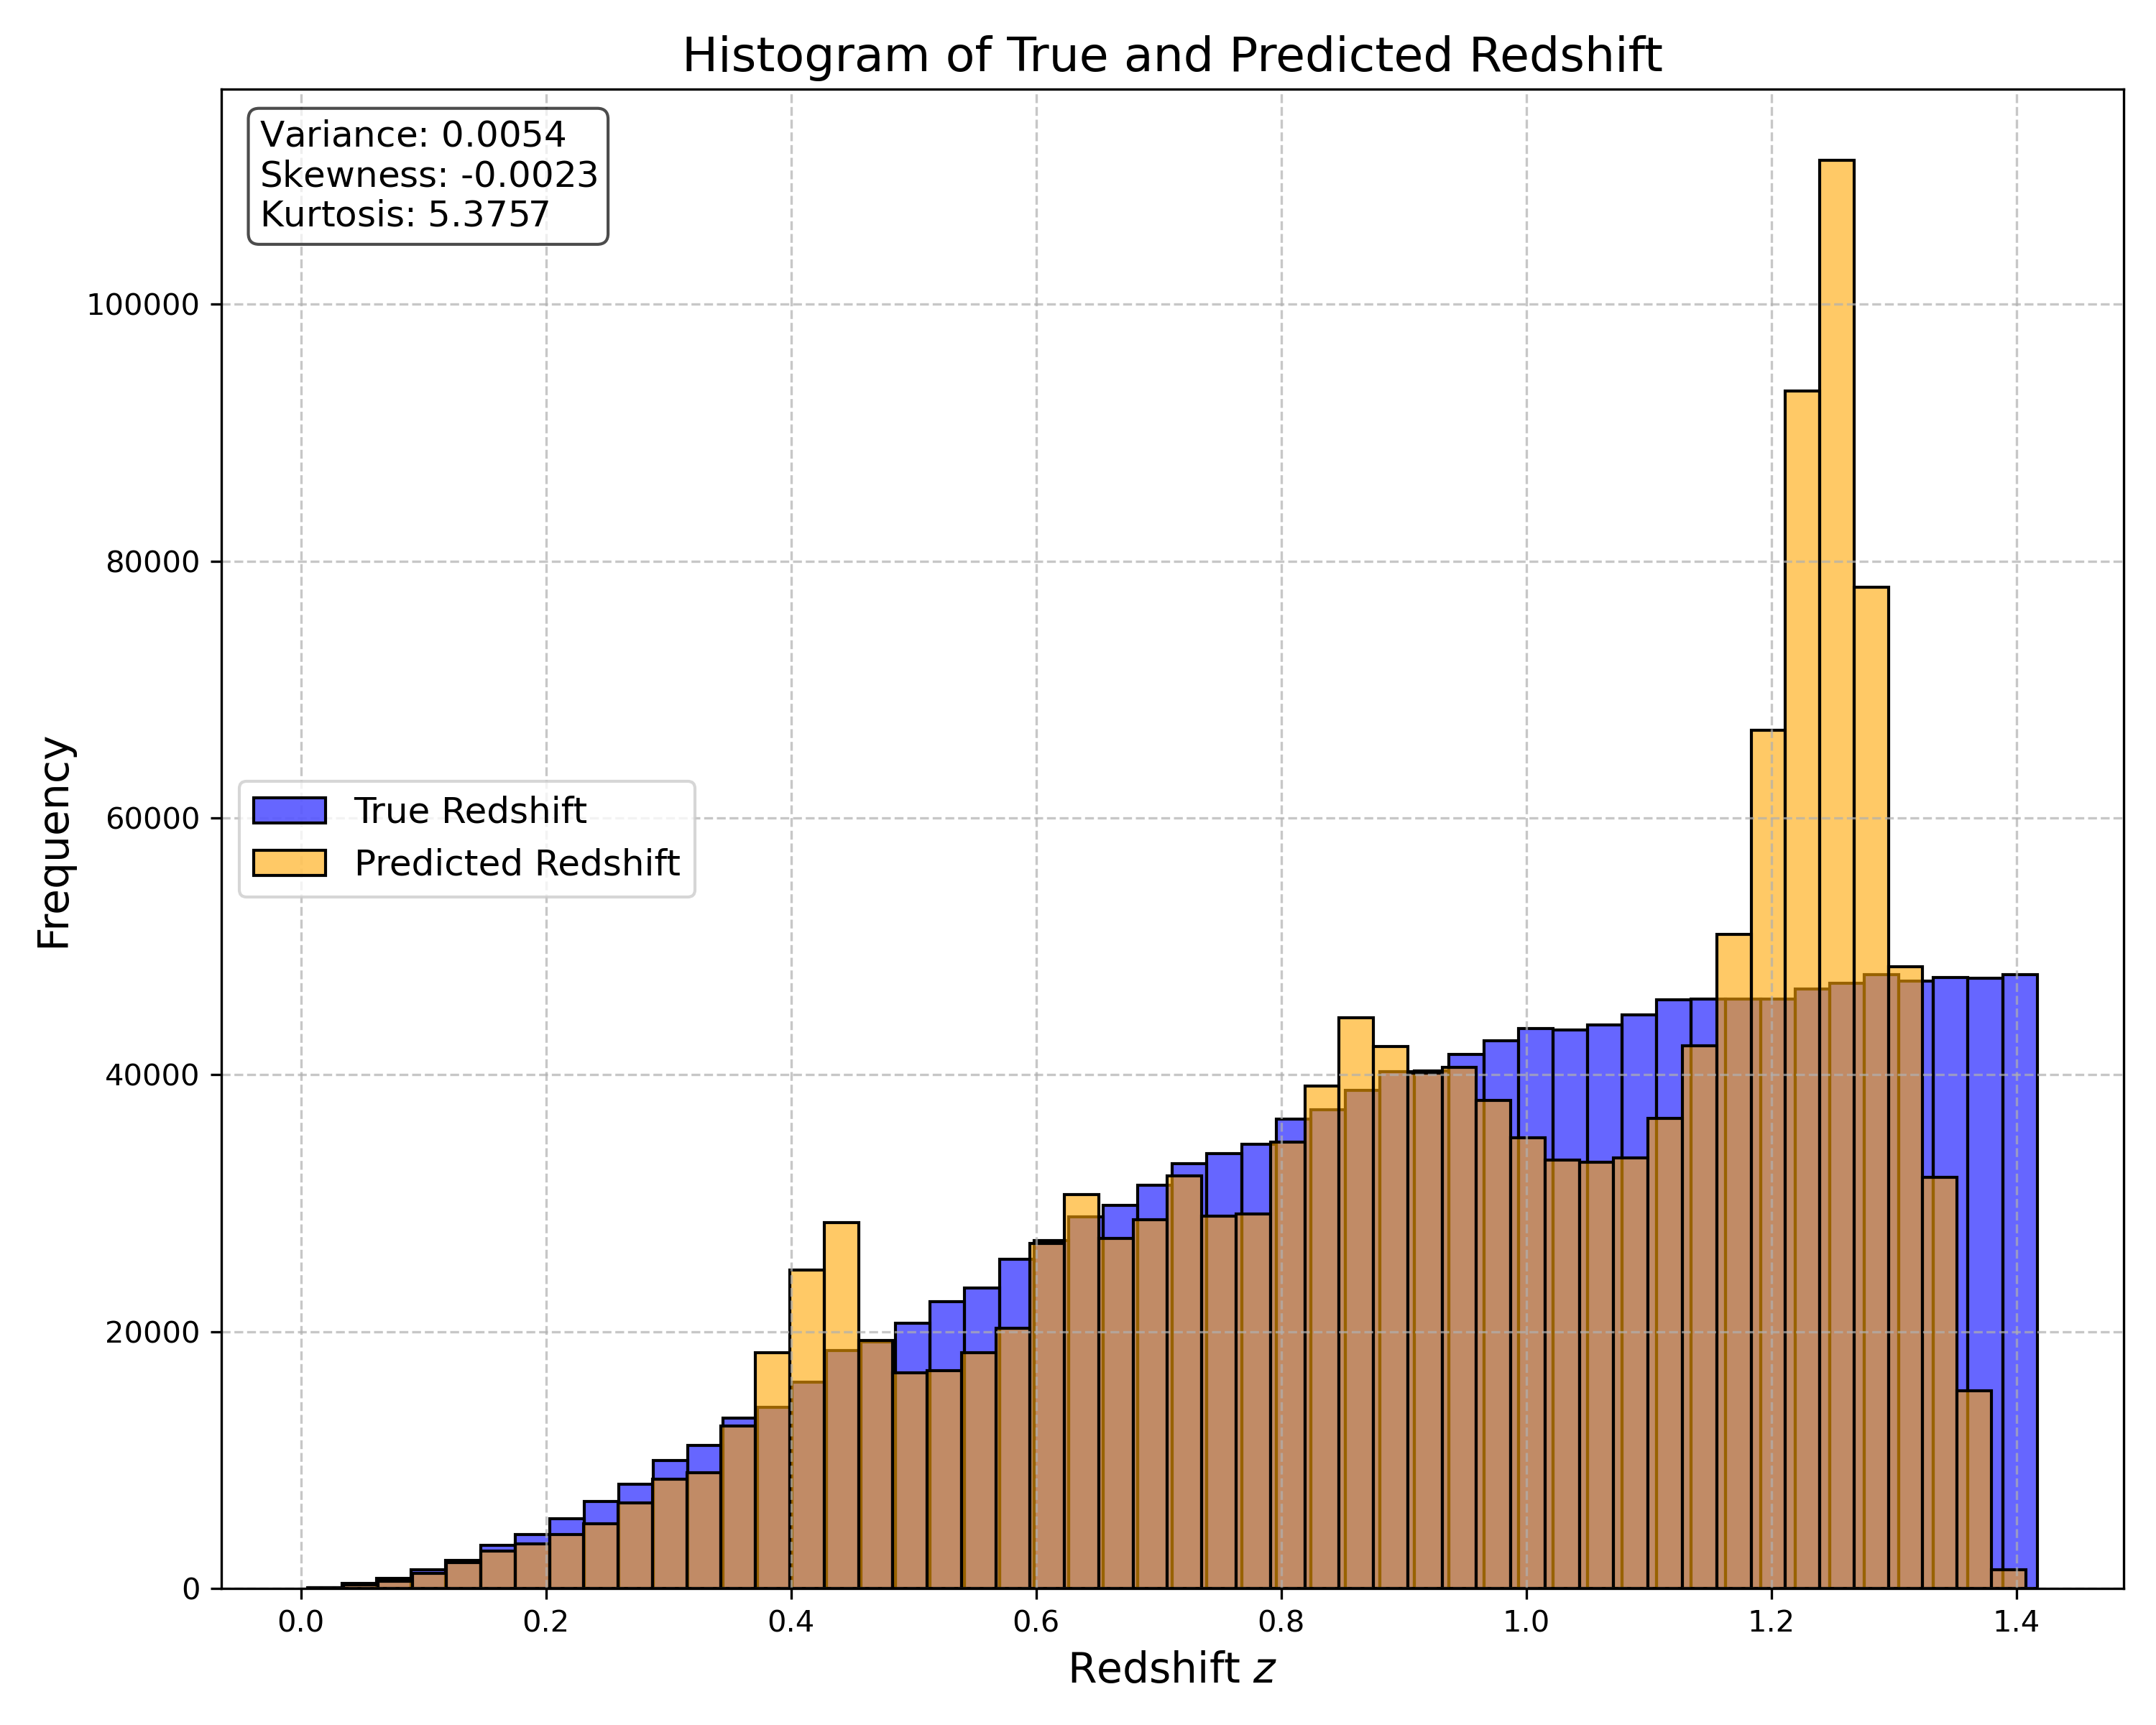 Histogram of True and Predicted Redshift
Variance: 0.0054
Skewness: -0.0023
Kurtosis: 5.3757
100000
80000
60000
40000
20000
0
Frequency
True Redshift
Predicted Redshift
0.0 0.2 0.4 0.6 0.8 1.0 1.2 1.4
Redshift z